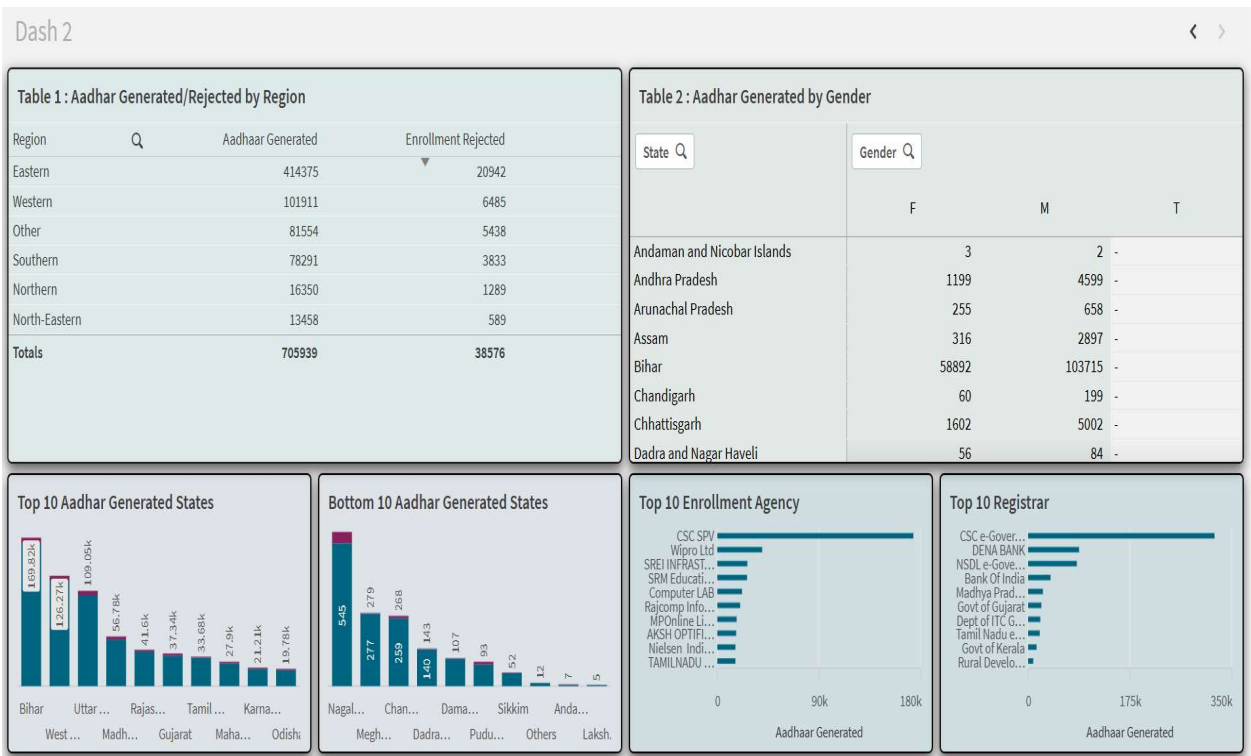 Dash 2
Table 1 : Aadhar Generated/Rejected by Region
Region Aadhaar Generated Enrollment Rejected
Eastern 414375 20942
Western 101911 6485
Other 81554 5438
Southern 78291 3833
Northern 16350 1289
North-Eastern 13458 589
Totals 705939 38576
Table 2 : Aadhar Generated by Gender
State Gender
F M T
Andaman and Nicobar Islands 3 2 -
Andhra Pradesh 1199 4599 -
Arunachal Pradesh 255 658 -
Assam 316 2897 -
Bihar 58892 103715 -
Chandigarh 60 199 -
Chhattisgarh 1602 5002 -
Dadra and Nagar Haveli 56 84 -
Top 10 Aadhar Generated States
169.82k 126.27k 109.05k 56.78k 41.6k 37.34k 33.68k 27.9k 21.21k 19.78k
Bihar Uttar ... Rajas... Tamil ... Karna...
West ... Madh... Gujarat Maha... Odisha
Bottom 10 Aadhar Generated States
545 279 277 268 259 143 140 107 93 52 12 7 5
Nagal... Chan... Dama... Sikkim Anda...
Megh... Dadra... Pudu... Others Laksh.
Top 10 Enrollment Agency
CSC SPV
Wipro Ltd
SREI INFRAST...
SRM Educati...
Computer LAB
Rajcomp Info...
MPOnline Li...
AKSH OPTIFI...
Nielsen Indi...
TAMILNADU ...
0 90k 180k
Aadhar Generated
Top 10 Registrar
CSC e-Gover...
DENA BANK
NSDL e-Gove...
Bank Of India
Madhya Prad...
Govt of Gujarat
Dept of ITC G...
Tamil Nadu e...
Govt of Kerala
Rural Develo...
0 175k 350k
Aadhar Generated